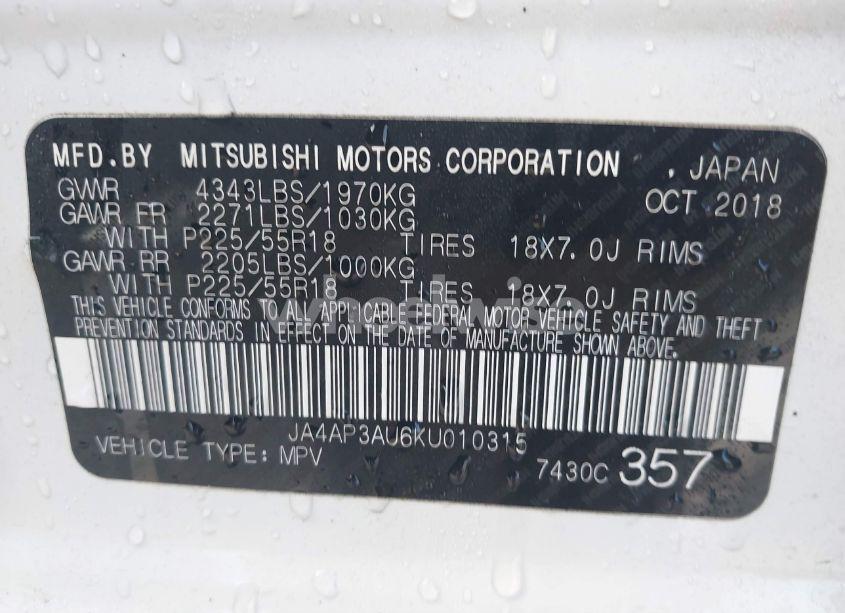 MFD.BY MITSUBISHI MOTORS CORPORATION . JAPAN
GVWR 4343LBS/1970KG OCT 2018
GAWR FR 2271LBS/1030KG
WITH P225/55R18 TIRES 18X7.0J RIMS
GAWR RR 2205LBS/1000KG
WITH P225/55R18 TIRES 18X7.0J RIMS
THIS VEHICLE CONFORMS TO ALL APPLICABLE FEDERAL MOTOR VEHICLE SAFETY AND THEFT
PREVENTION STANDARDS IN EFFECT ON THE DATE OF MANUFACTURE SHOWN ABOVE.
JA4AP3AU6KU010315
VEHICLE TYPE: MPV 7430C 357